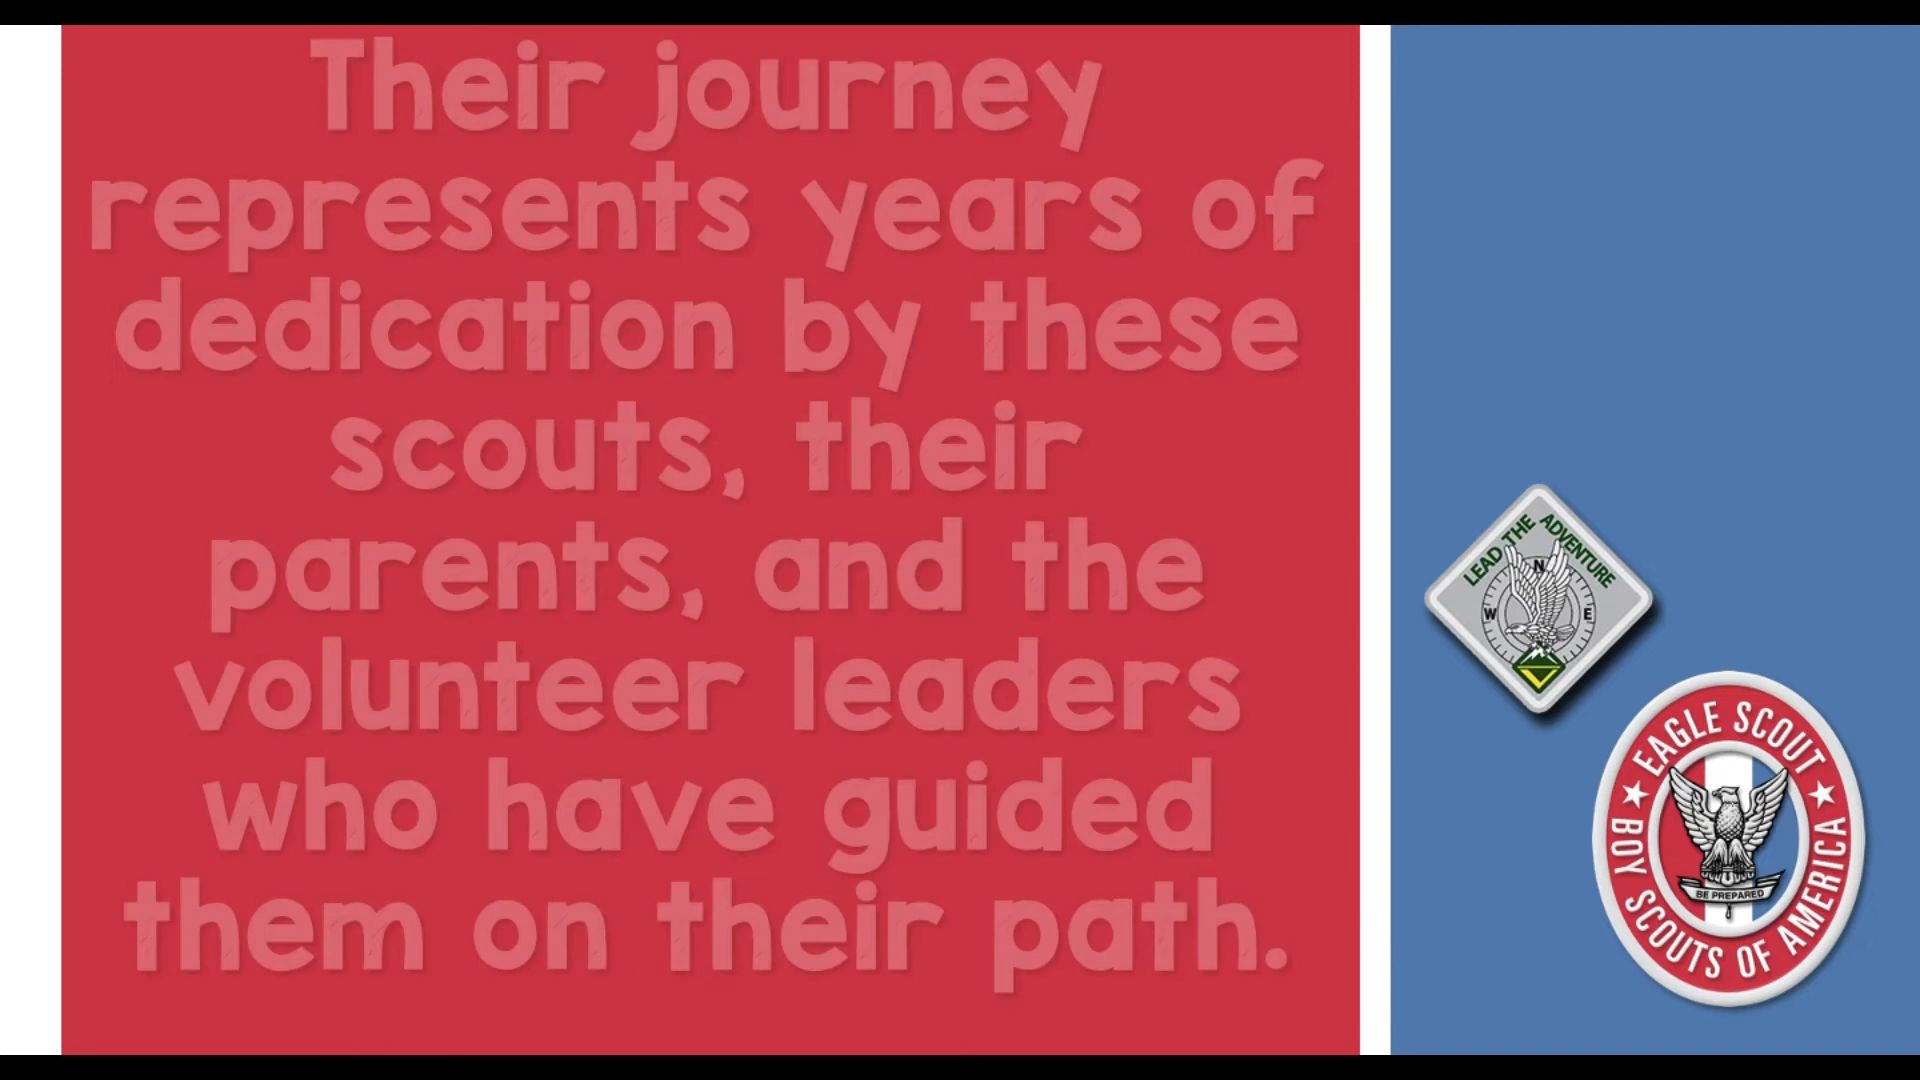 Their journey
represents years of
dedication by these
scouts, their
parents, and the
volunteer leaders
who have guided
them on their path.
LEAD THE ADVENTURE
N
W E
EAGLE SCOUT
BE PREPARED
BOY SCOUTS OF AMERICA